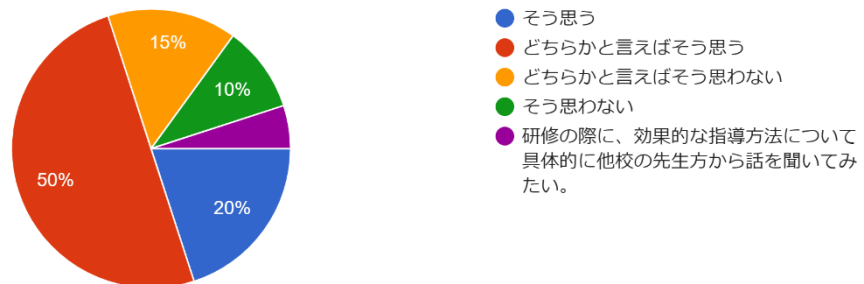 15%
10%
50%
20%
そう思う
どちらかと言えばそう思う
どちらかと言えばそう思わない
そう思わない
研修の際に、効果的な指導方法について
具体的に他校の先生方から話を聞いてみ
たい。